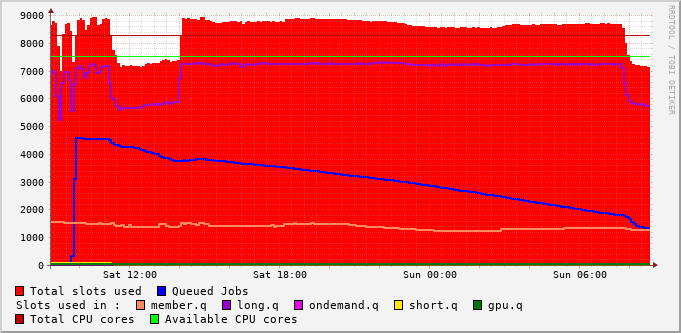 RRDTOOL / TOBI OETIKER
9000
8000
7000
6000
5000
4000
3000
2000
1000
0
Sat 12:00 Sat 18:00 Sun 00:00 Sun 06:00
Total slots used Queued Jobs
Slots used in : member.q long.q ondemand.q short.q gpu.q
Total CPU cores Available CPU cores